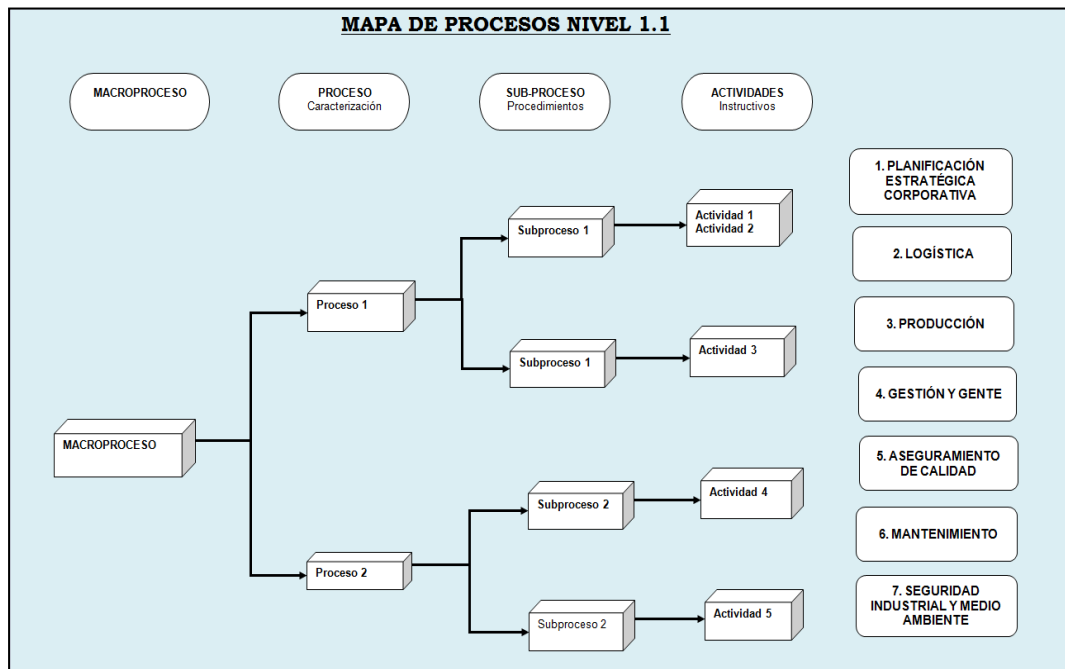 MAPA DE PROCESOS NIVEL 1.1
MACROPROCESO
PROCESO
Caracterización
SUB-PROCESO
Procedimientos
ACTIVIDADES
Instructivos
1. PLANIFICACIÓN
ESTRATÉGICA
CORPORATIVA
2. LOGÍSTICA
3. PRODUCCIÓN
4. GESTIÓN Y GENTE
5. ASEGURAMIENTO
DE CALIDAD
6. MANTENIMIENTO
7. SEGURIDAD
INDUSTRIAL Y MEDIO
AMBIENTE
MACROPROCESO
Proceso 1
Subproceso 1
Actividad 1
Actividad 2
Subproceso 1
Actividad 3
Proceso 2
Subproceso 2
Actividad 4
Subproceso 2
Actividad 5